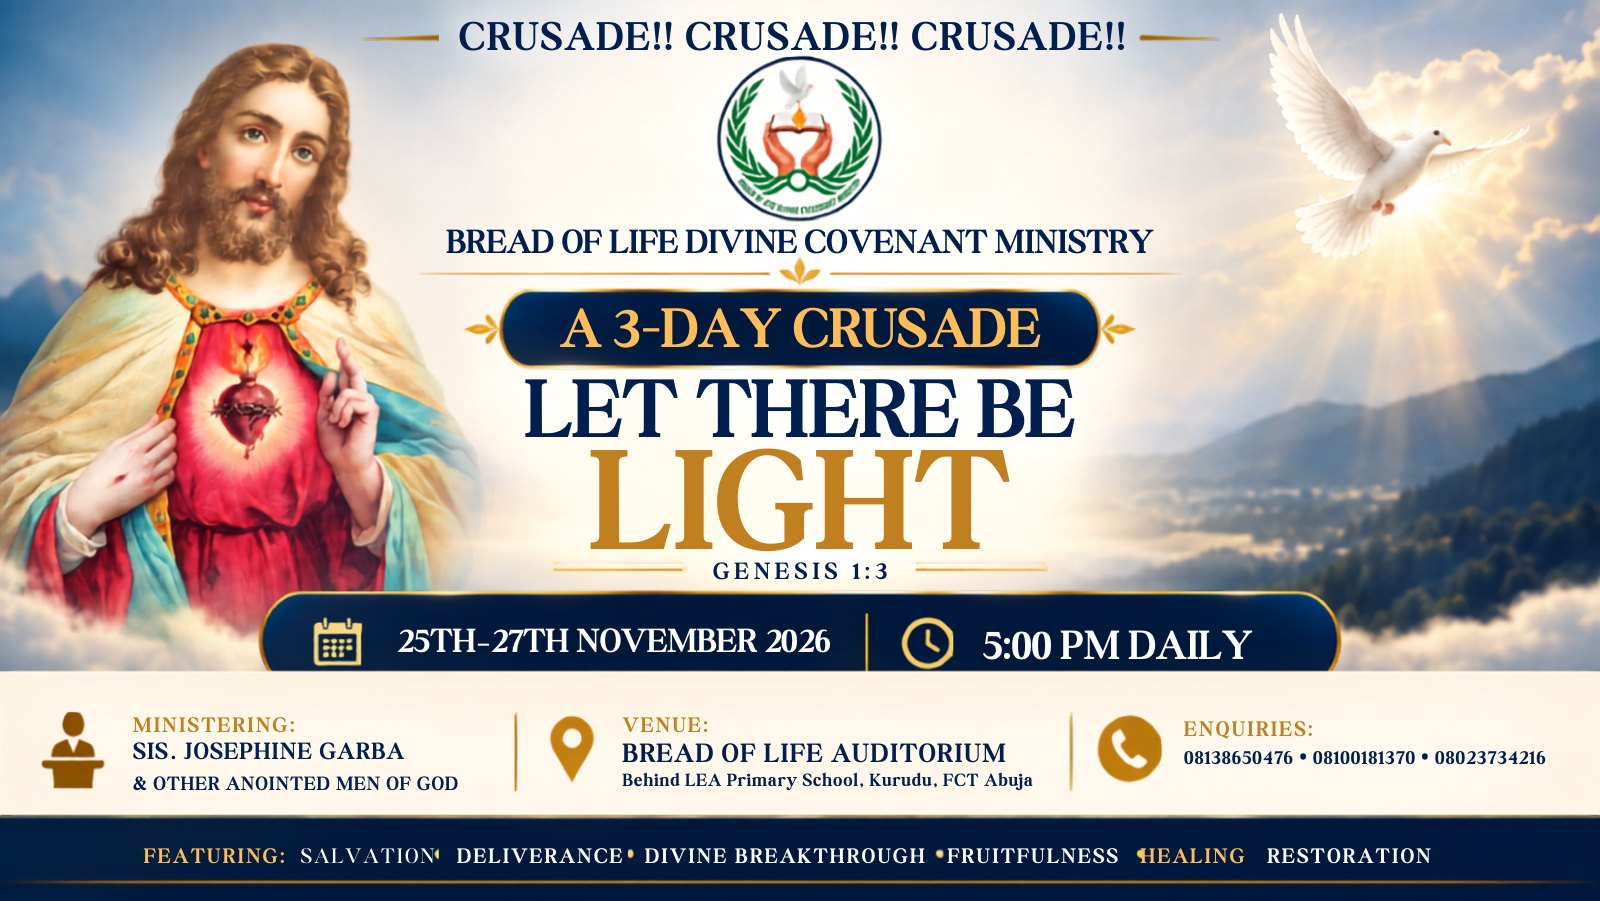 CRUSADE!! CRUSADE!! CRUSADE!!
BREAD OF LIFE DIVINE COVENANT MINISTRY
A 3-DAY CRUSADE
LET THERE BE
LIGHT
GENESIS 1:3
25TH-27TH NOVEMBER 2026
5:00 PM DAILY
MINISTERING:
SIS. JOSEPHINE GARBA
& OTHER ANOINTED MEN OF GOD
VENUE:
BREAD OF LIFE AUDITORIUM
Behind LEA Primary School, Kurudu, FCT Abuja
ENQUIRIES:
08138650476 • 08100181370 • 08023734216
FEATURING: SALVATION • DELIVERANCE • DIVINE BREAKTHROUGH • FRUITFULNESS • HEALING RESTORATION